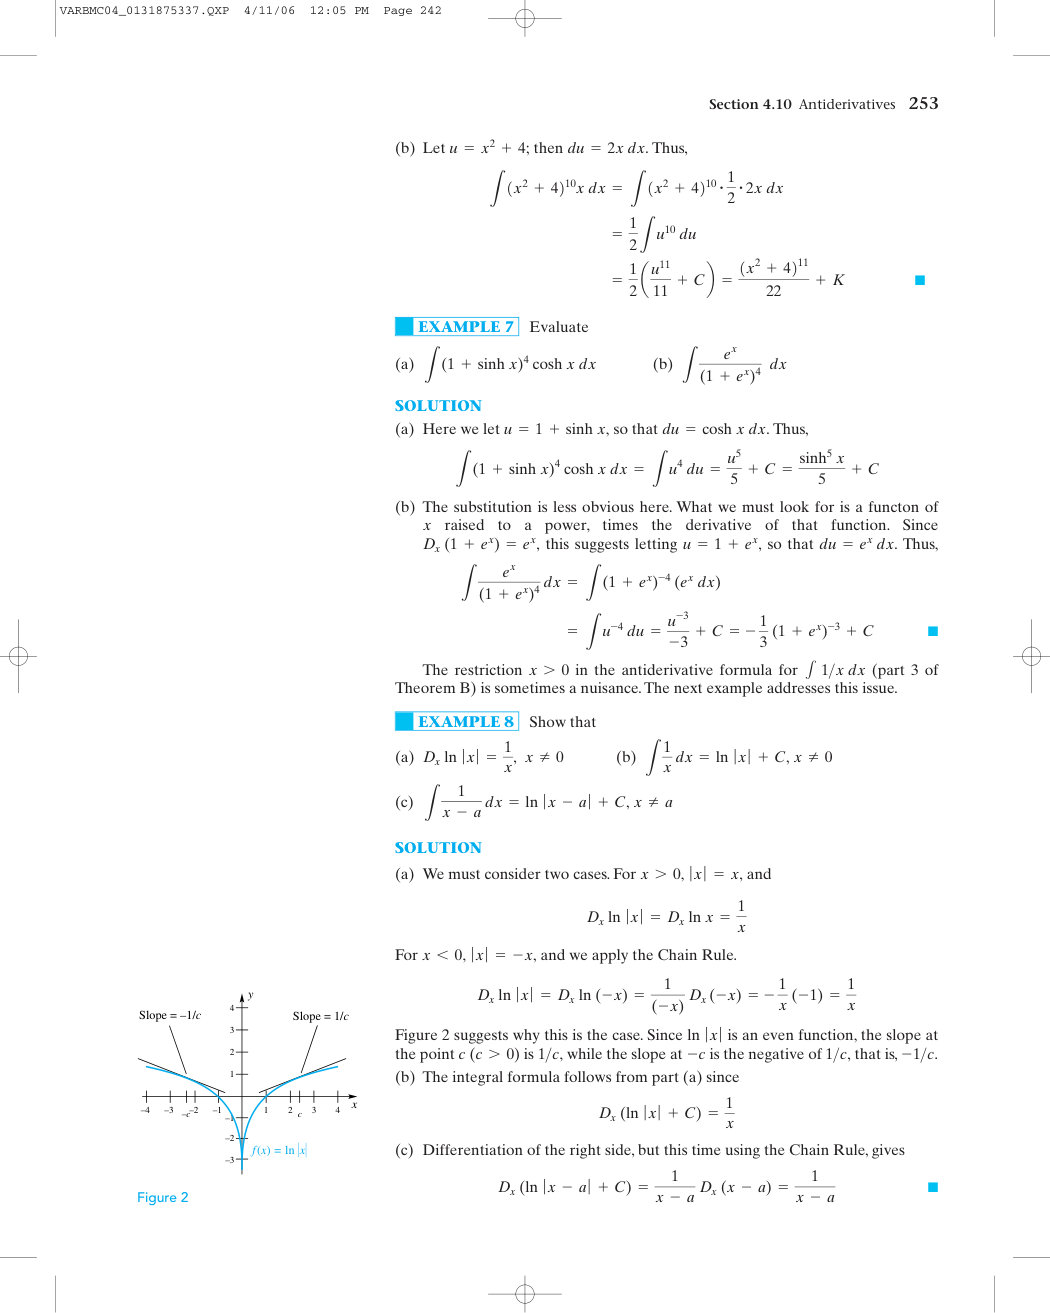 VARBMC04_0131875337.QXP 4/11/06 12:05 PM Page 242
Section 4.10 Antiderivatives 253
(b) Let u = x² + 4; then du = 2x dx. Thus,
∫(x² + 4)¹⁰x dx = ∫(x² + 4)¹⁰ · 1/2 · 2x dx
= 1/2 ∫u¹⁰ du
= 1/2 (u¹¹/11 + C) = (x² + 4)¹¹/22 + K
EXAMPLE 7 Evaluate
(a) ∫(1 + sinh x)⁴ cosh x dx (b) ∫ eˣ/(1 + eˣ)⁴ dx
SOLUTION
(a) Here we let u = 1 + sinh x, so that du = cosh x dx. Thus,
∫(1 + sinh x)⁴ cosh x dx = ∫u⁴ du = u⁵/5 + C = sinh⁵ x/5 + C
(b) The substitution is less obvious here. What we must look for is a functon of
x raised to a power, times the derivative of that function. Since
Dₓ (1 + eˣ) = eˣ, this suggests letting u = 1 + eˣ, so that du = eˣ dx. Thus,
∫ eˣ/(1 + eˣ)⁴ dx = ∫(1 + eˣ)⁻⁴ (eˣ dx)
= ∫u⁻⁴ du = u⁻³/−3 + C = −1/3 (1 + eˣ)⁻³ + C
The restriction x > 0 in the antiderivative formula for ∫ 1/x dx (part 3 of
Theorem B) is sometimes a nuisance. The next example addresses this issue.
EXAMPLE 8 Show that
(a) Dₓ ln |x| = 1/x, x ≠ 0 (b) ∫ 1/x dx = ln |x| + C, x ≠ 0
(c) ∫ 1/(x − a) dx = ln |x − a| + C, x ≠ a
SOLUTION
(a) We must consider two cases. For x > 0, |x| = x, and
Dₓ ln |x| = Dₓ ln x = 1/x
For x < 0, |x| = −x, and we apply the Chain Rule.
Dₓ ln |x| = Dₓ ln (−x) = 1/(−x) Dₓ (−x) = −1/x (−1) = 1/x
Figure 2 suggests why this is the case. Since ln |x| is an even function, the slope at
the point c (c > 0) is 1/c, while the slope at −c is the negative of 1/c, that is, −1/c.
(b) The integral formula follows from part (a) since
Dₓ (ln |x| + C) = 1/x
(c) Differentiation of the right side, but this time using the Chain Rule, gives
Dₓ (ln |x − a| + C) = 1/(x − a) Dₓ (x − a) = 1/(x − a)
y
4
Slope = –1/c Slope = 1/c
3
2
1
–4 –3 –c –2 –1 1 2 c 3 4 x
–1
–2
f(x) = ln |x|
–3
Figure 2